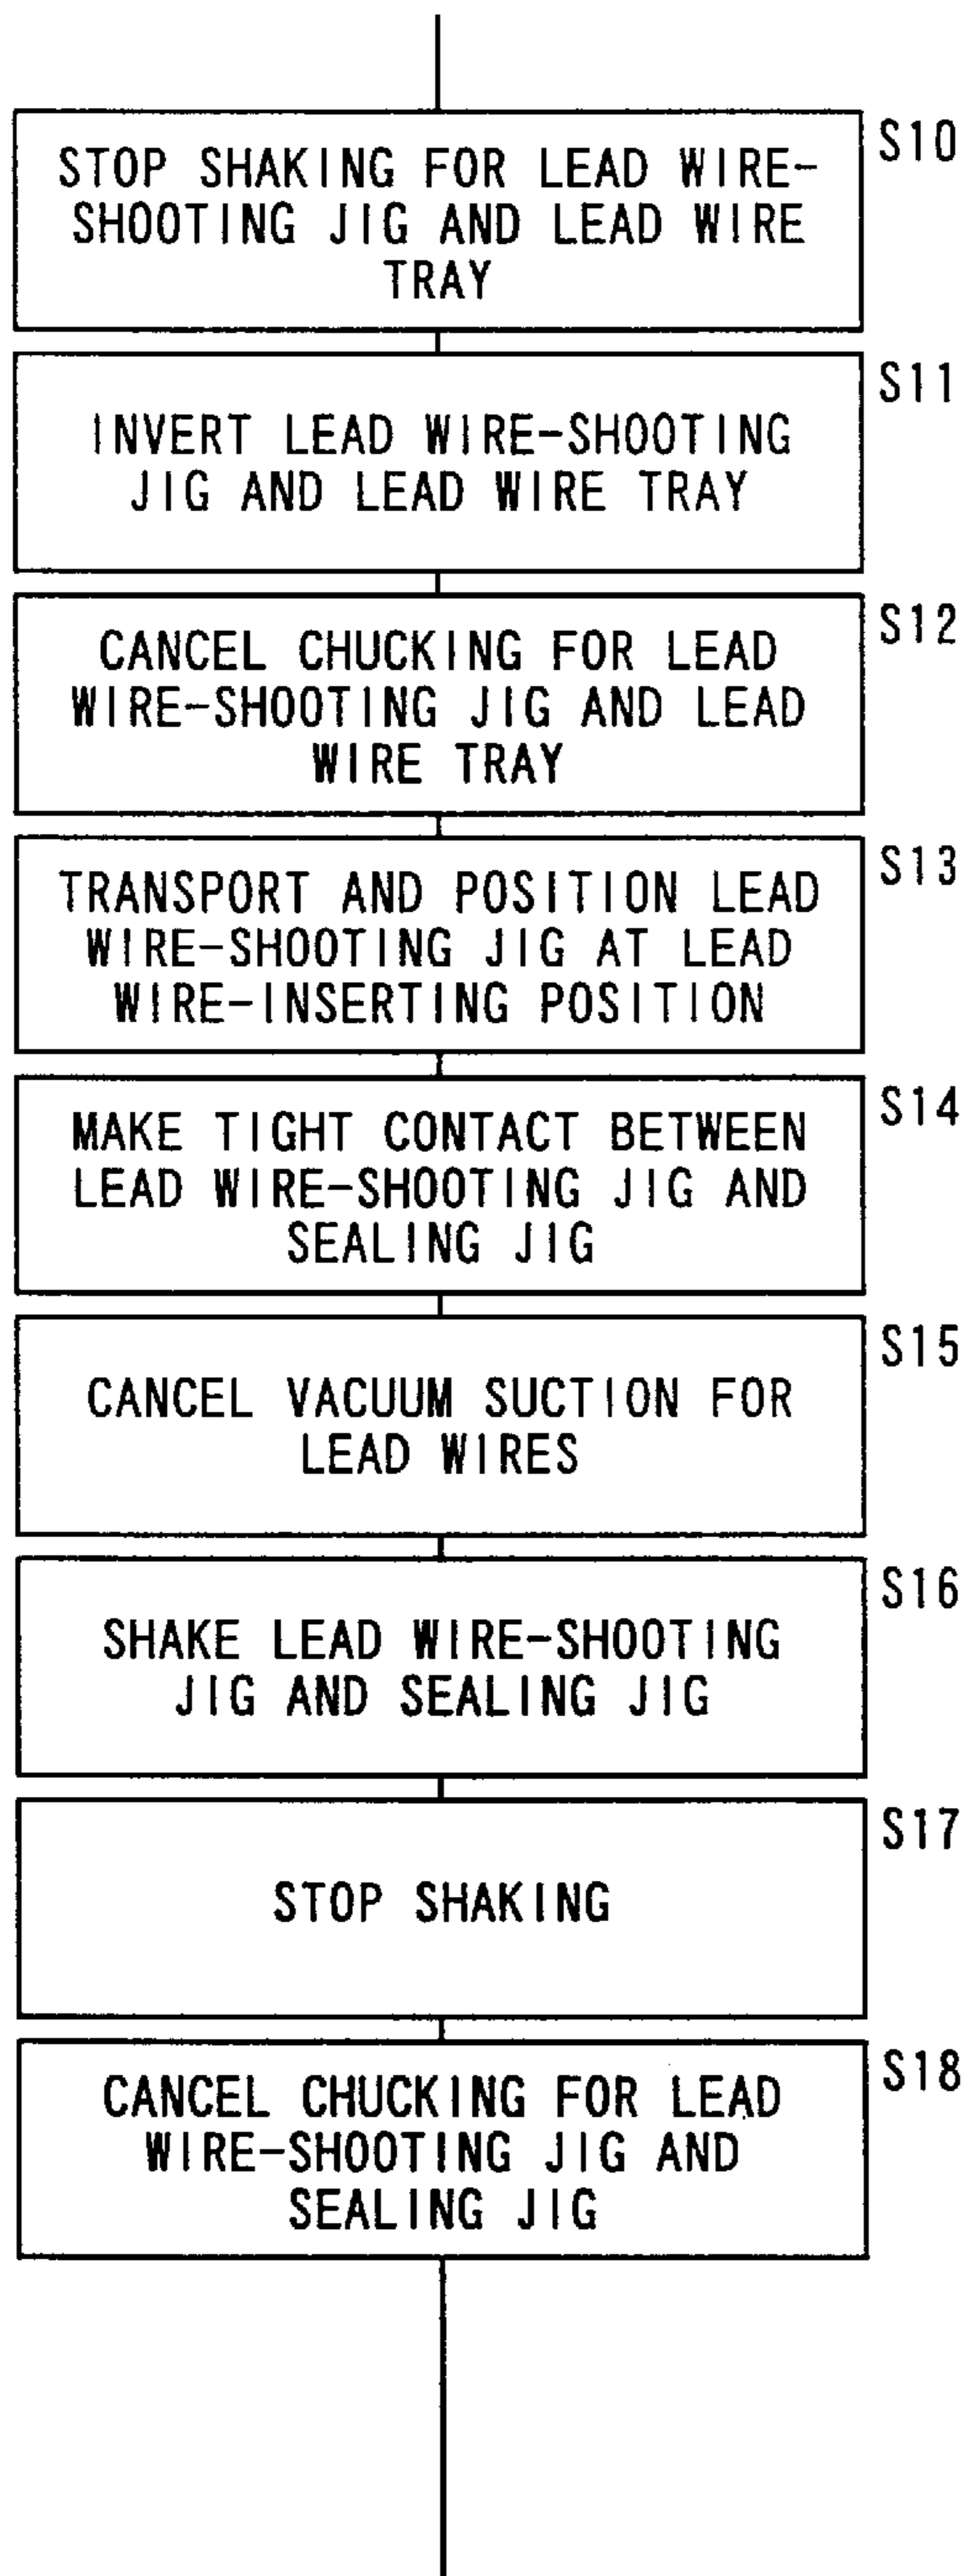 S10
STOP SHAKING FOR LEAD WIRE-
SHOOTING JIG AND LEAD WIRE
TRAY
S11
INVERT LEAD WIRE-SHOOTING
JIG AND LEAD WIRE TRAY
S12
CANCEL CHUCKING FOR LEAD
WIRE-SHOOTING JIG AND LEAD
WIRE TRAY
S13
TRANSPORT AND POSITION LEAD
WIRE-SHOOTING JIG AT LEAD
WIRE-INSERTING POSITION
S14
MAKE TIGHT CONTACT BETWEEN
LEAD WIRE-SHOOTING JIG AND
SEALING JIG
S15
CANCEL VACUUM SUCTION FOR
LEAD WIRES
S16
SHAKE LEAD WIRE-SHOOTING
JIG AND SEALING JIG
S17
STOP SHAKING
S18
CANCEL CHUCKING FOR LEAD
WIRE-SHOOTING JIG AND
SEALING JIG